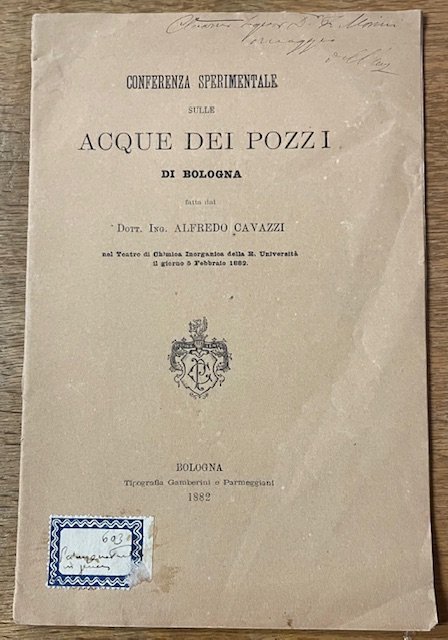 omaggio
CONFERENZA SPERIMENTALE
SULLE
ACQUE DEI POZZI
DI BOLOGNA
fatta dal
DOTT. ING. ALFREDO CAVAZZI
nel Teatro di Chimica Inorganica della R. Università
il giorno 5 Febbraio 1882.
BOLOGNA
Tipografia Gamberini e Parmeggiani
1882